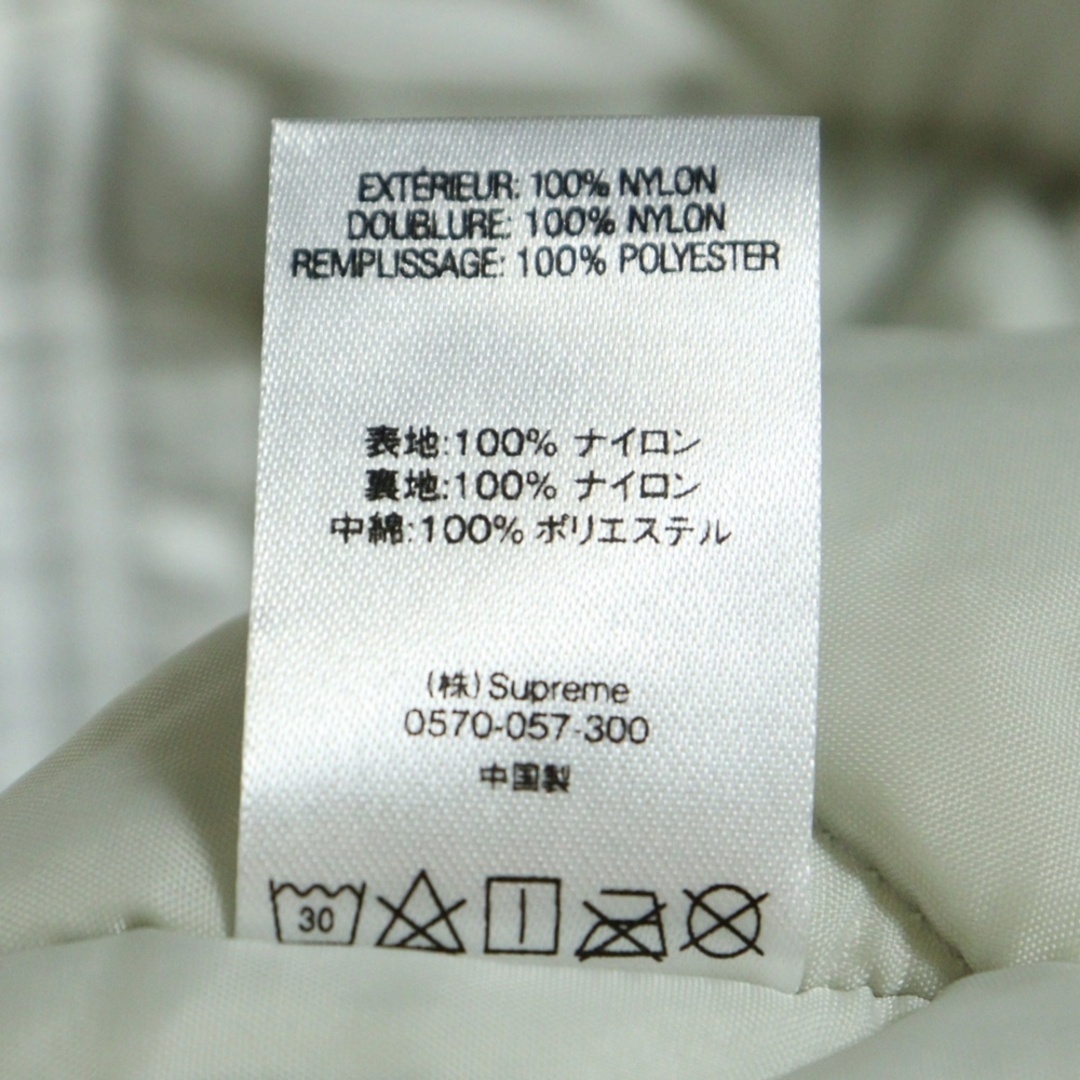 EXTÉRIEUR: 100% NYLON
DOUBLURE: 100% NYLON
REMPLISSAGE: 100% POLYESTER
表地:100% ナイロン
裏地:100% ナイロン
中綿:100% ポリエステル
(株)Supreme
0570-057-300
中国製
30